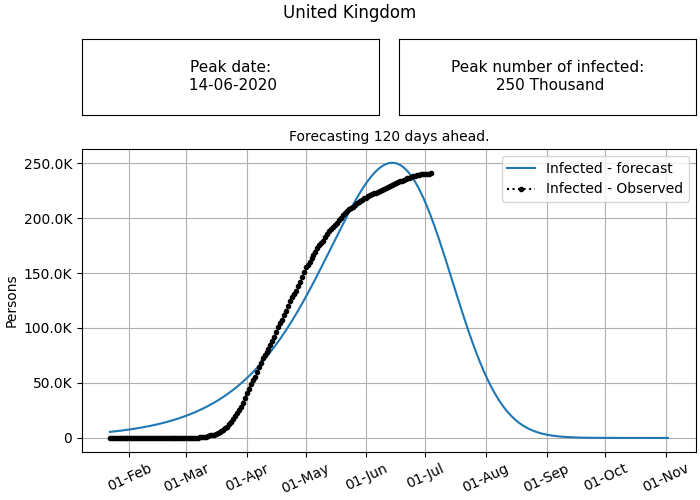 United Kingdom
Peak date:
14-06-2020
Peak number of infected:
250 Thousand
Forecasting 120 days ahead.
250.0K
200.0K
150.0K
100.0K
50.0K
0
Persons
Infected - forecast
Infected - Observed
01-Feb
01-Mar
01-Apr
01-May
01-Jun
01-Jul
01-Aug
01-Sep
01-Oct
01-Nov